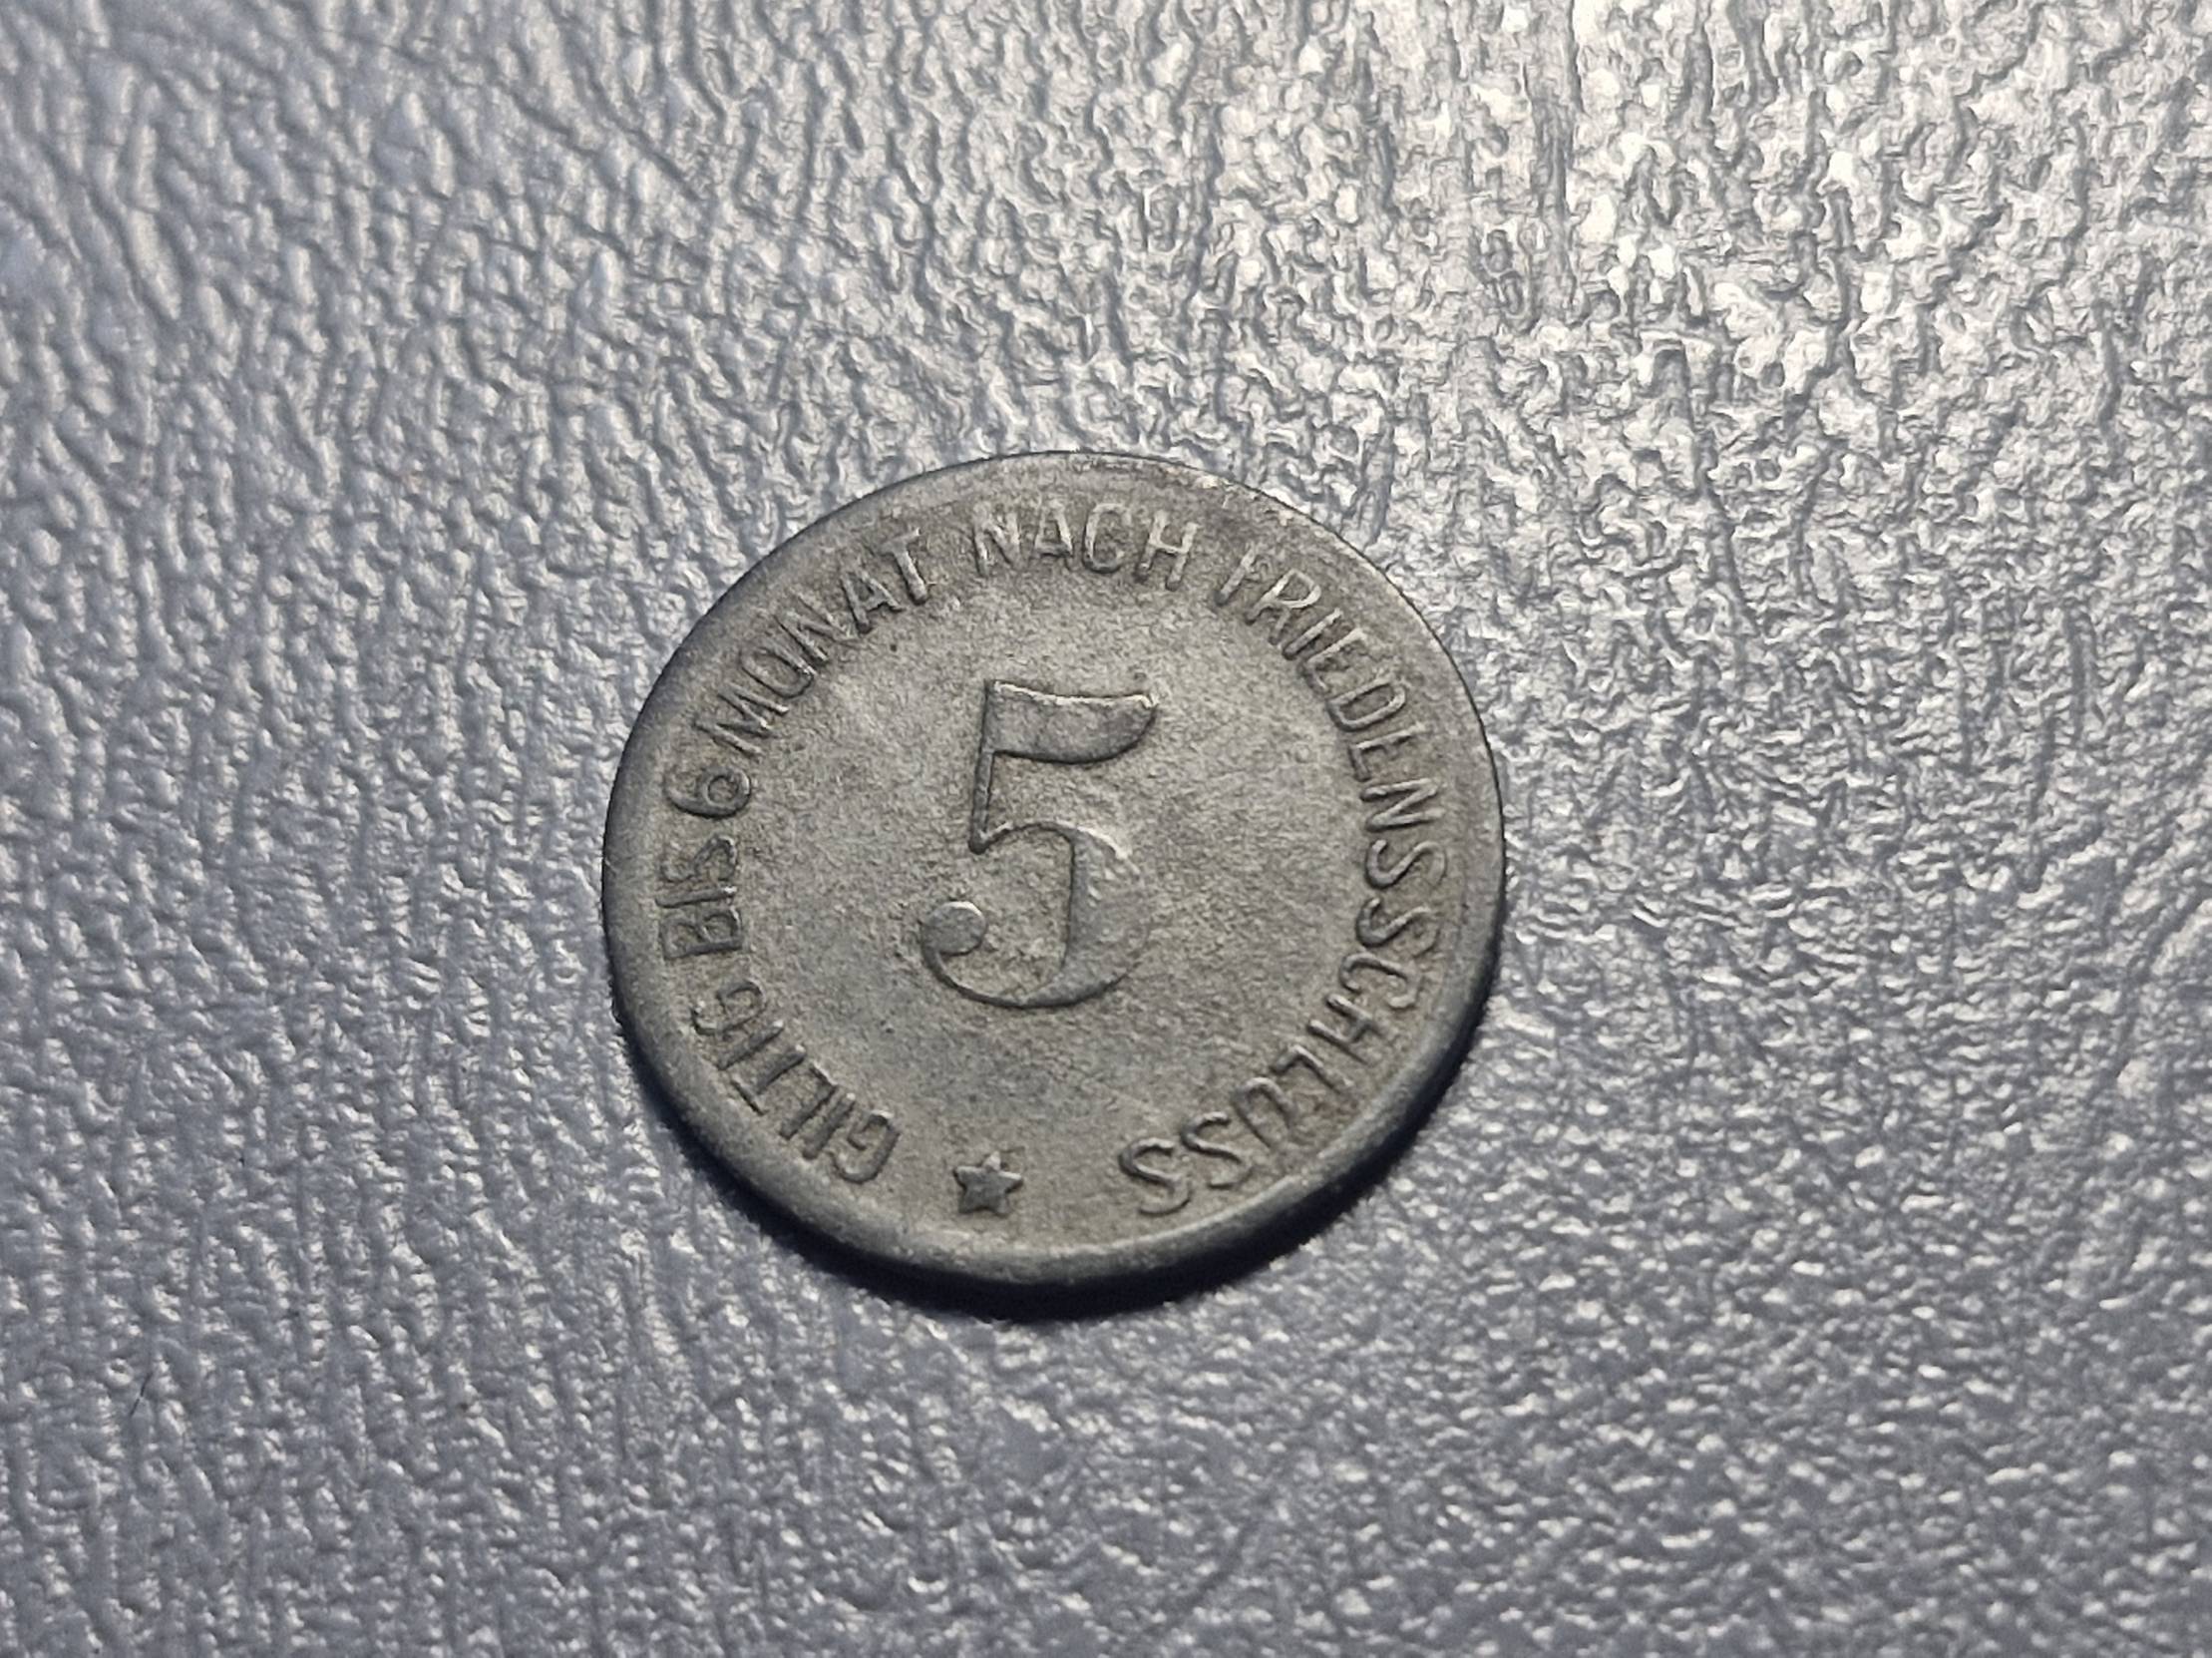 GILTIG BIS 6 MONAT NACH FRIEDENSSCHLUSS
5